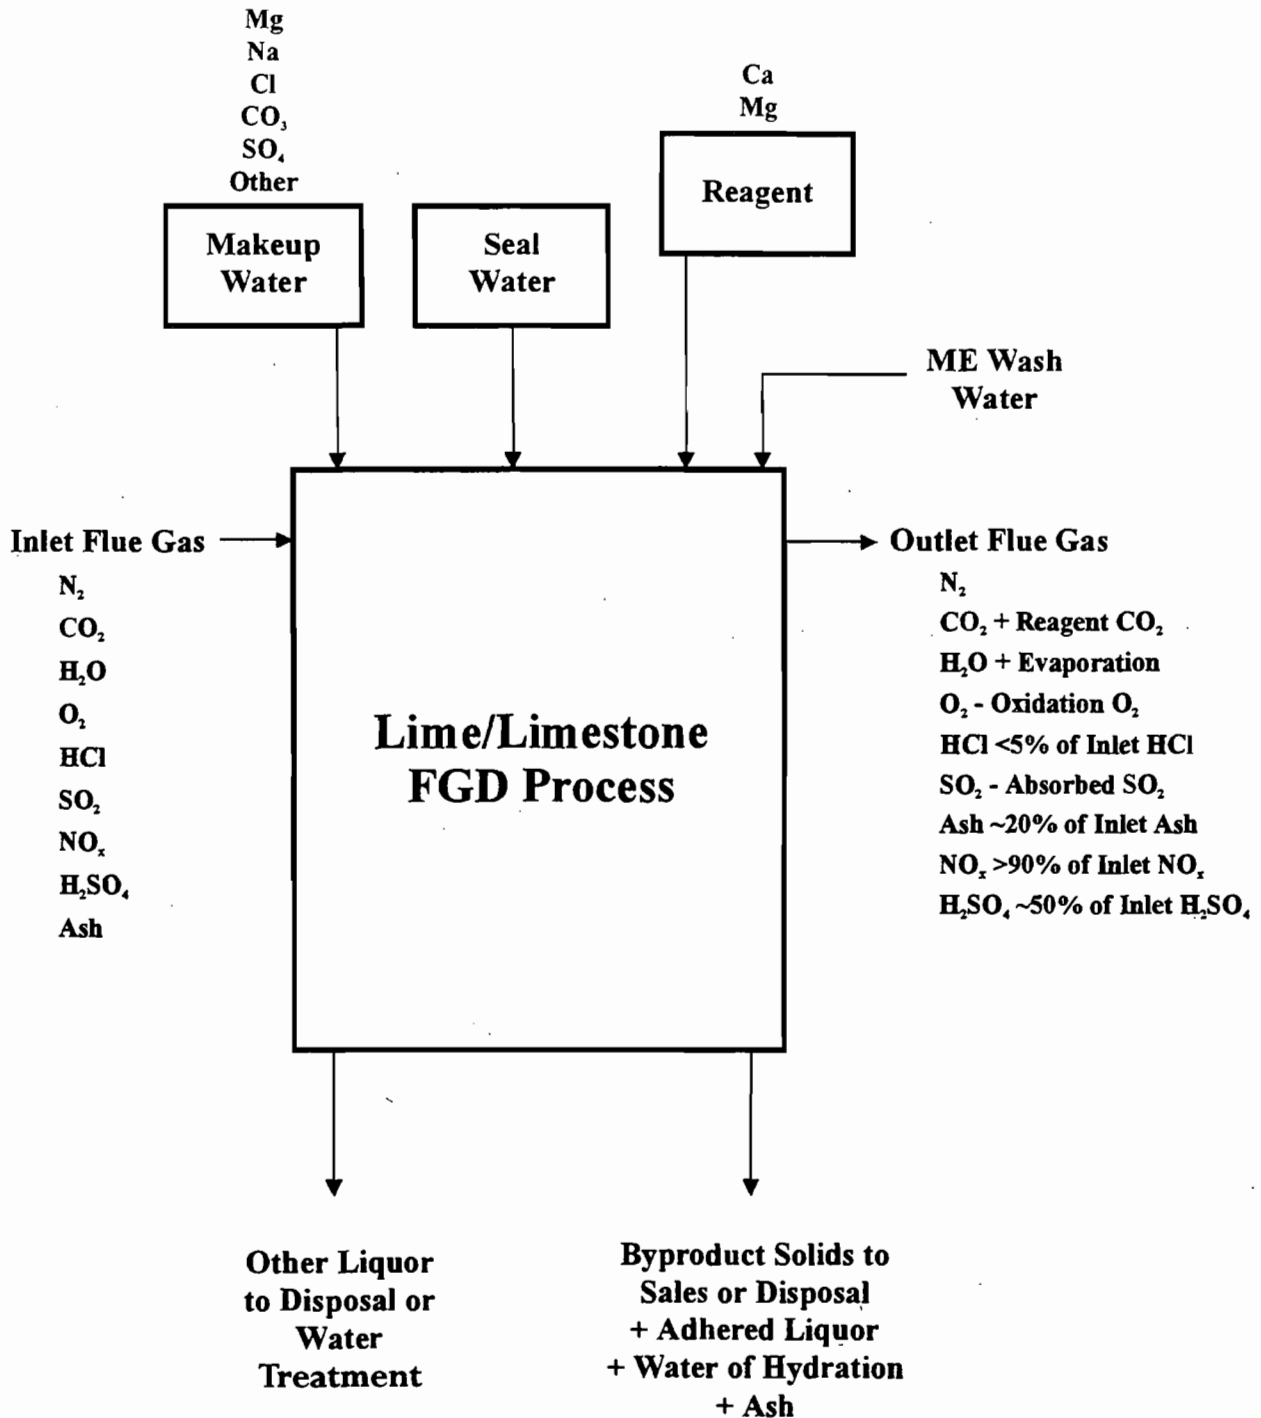 Mg
Na
Cl
CO₃
SO₄
Other
Makeup
Water
Seal
Water
Ca
Mg
Reagent
ME Wash
Water
Inlet Flue Gas
N₂
CO₂
H₂O
O₂
HCl
SO₂
NOₓ
H₂SO₄
Ash
Lime/Limestone
FGD Process
Outlet Flue Gas
N₂
CO₂ + Reagent CO₂
H₂O + Evaporation
O₂ - Oxidation O₂
HCl <5% of Inlet HCl
SO₂ - Absorbed SO₂
Ash ~20% of Inlet Ash
NOₓ >90% of Inlet NOₓ
H₂SO₄ ~50% of Inlet H₂SO₄
Other Liquor
to Disposal or
Water
Treatment
Byproduct Solids to
Sales or Disposal
+ Adhered Liquor
+ Water of Hydration
+ Ash